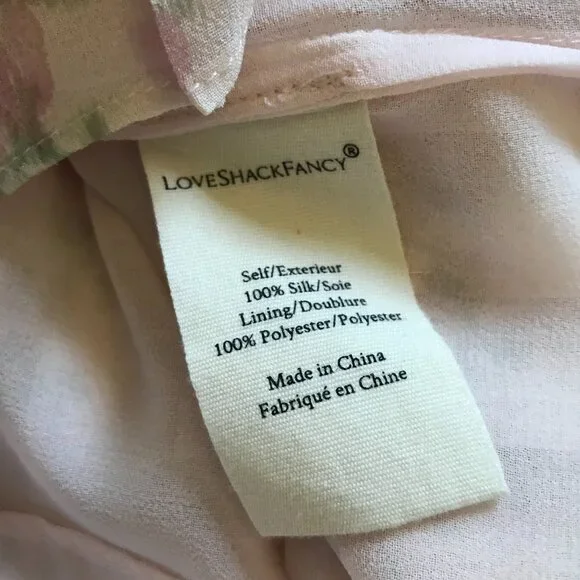 LOVESHACKFANCY®
Self/Exterieur
100% Silk/Soie
Lining/Doublure
100% Polyester/Polyester
Made in China
Fabriqué en Chine